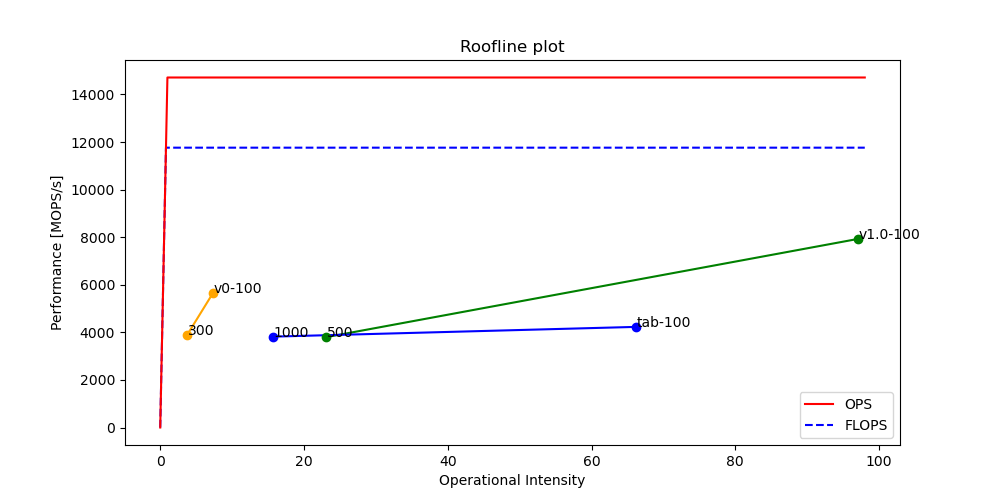 Roofline plot
Performance [MOPS/s]
14000
12000
10000
8000
6000
4000
2000
0
v1.0-100
v0-100
300
1000
500
tab-100
OPS
FLOPS
0
20
40
60
80
100
Operational Intensity